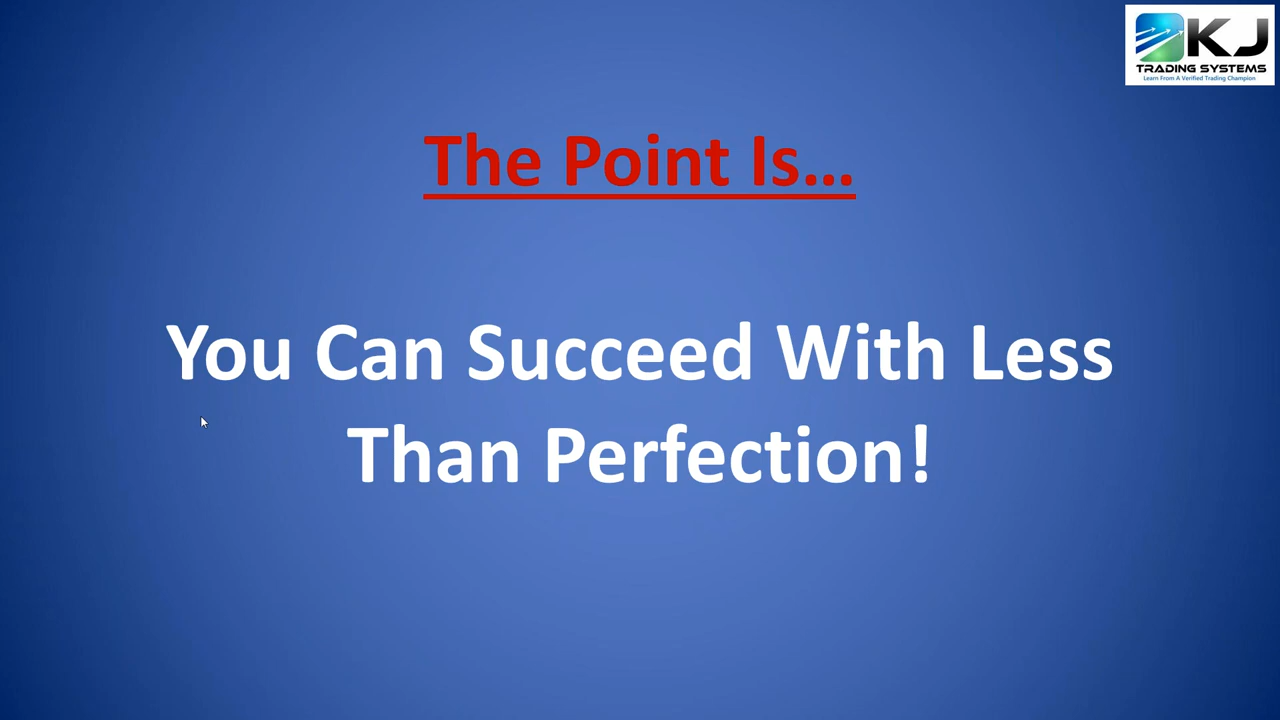 KJ
TRADING SYSTEMS
Learn From A Verified Trading Champion
The Point Is...
You Can Succeed With Less
Than Perfection!